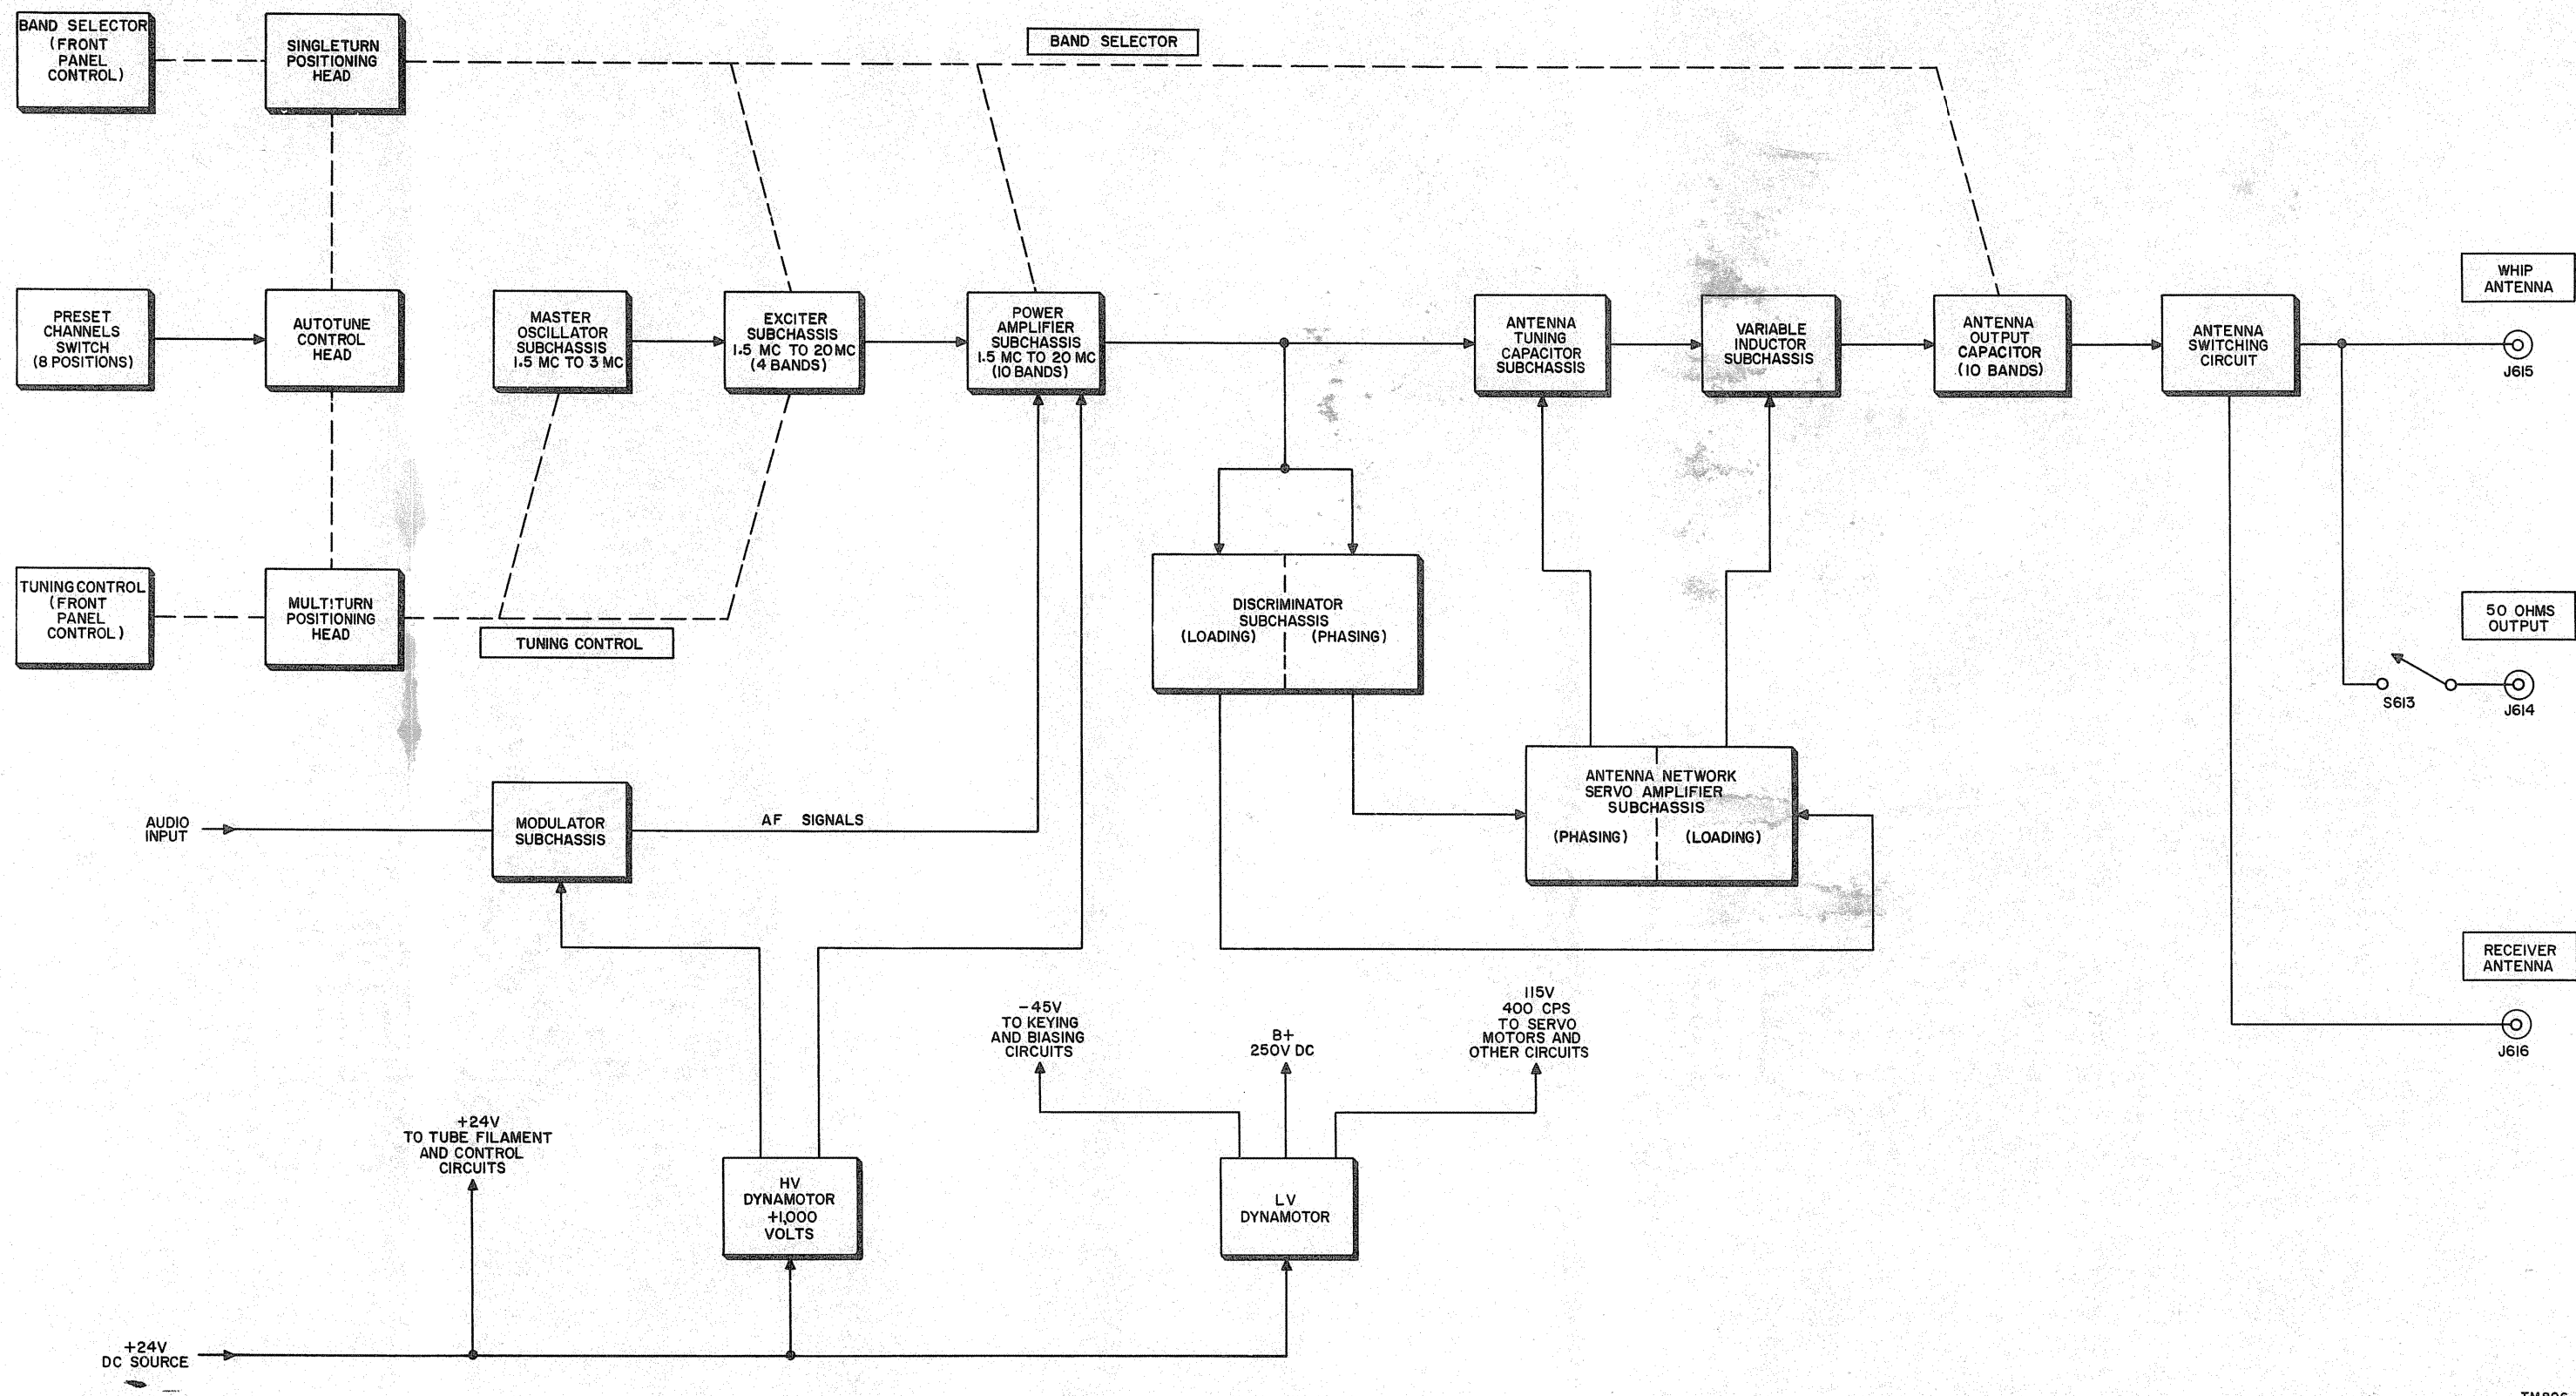 BAND SELECTOR
(FRONT
PANEL
CONTROL)
SINGLETURN
POSITIONING
HEAD
BAND SELECTOR
PRESET
CHANNELS
SWITCH
(8 POSITIONS)
AUTOTUNE
CONTROL
HEAD
MASTER
OSCILLATOR
SUBCHASSIS
1.5 MC TO 3 MC
EXCITER
SUBCHASSIS
1.5 MC TO 20 MC
(4 BANDS)
POWER
AMPLIFIER
SUBCHASSIS
1.5 MC TO 20 MC
(10 BANDS)
ANTENNA
TUNING
CAPACITOR
SUBCHASSIS
VARIABLE
INDUCTOR
SUBCHASSIS
ANTENNA
OUTPUT
CAPACITOR
(10 BANDS)
ANTENNA
SWITCHING
CIRCUIT
WHIP
ANTENNA
J615
TUNING CONTROL
(FRONT
PANEL
CONTROL)
MULTITURN
POSITIONING
HEAD
TUNING CONTROL
DISCRIMINATOR
SUBCHASSIS
(LOADING) (PHASING)
50 OHMS
OUTPUT
S613
J614
AUDIO
INPUT
MODULATOR
SUBCHASSIS
AF SIGNALS
ANTENNA NETWORK
SERVO AMPLIFIER
SUBCHASSIS
(PHASING) (LOADING)
RECEIVER
ANTENNA
J616
-45V
TO KEYING
AND BIASING
CIRCUITS
B+
250V DC
115V
400 CPS
TO SERVO
MOTORS AND
OTHER CIRCUITS
+24V
TO TUBE FILAMENT
AND CONTROL
CIRCUITS
HV
DYNAMOTOR
+1,000
VOLTS
LV
DYNAMOTOR
+24V
DC SOURCE